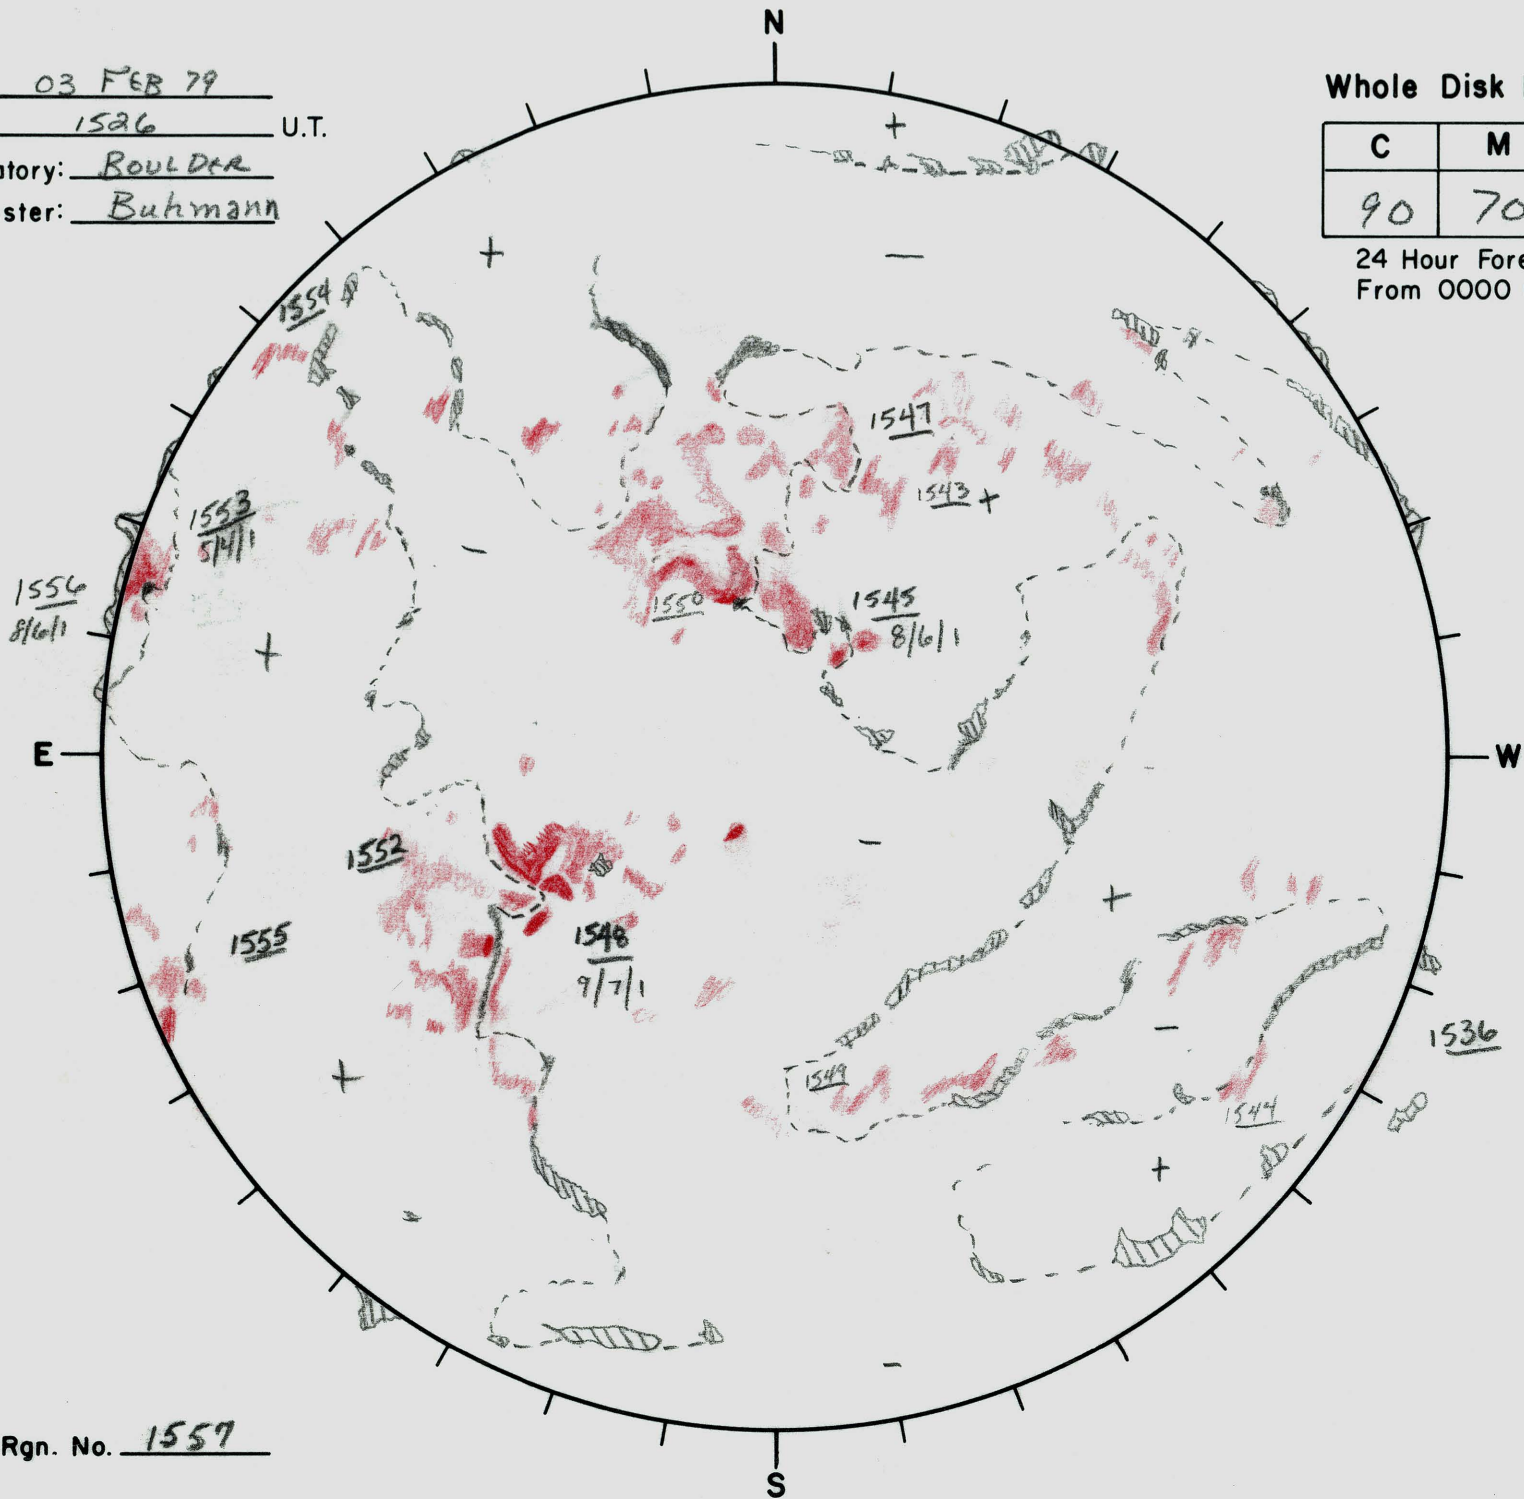 N
03 FEB 79
1526 U.T.
atory: BOULDER
ster: Buhmann
Whole Disk
C M
90 70
24 Hour Fore
From 0000
+
+
—
1554
1547
1543 +
1553
5/4/1
-
1556
8/6/1
1550
1545
8/6/1
+
E
W
1552
-
+
1555
1548
9/7/1
-
1536
+
1549
1544
+
-
-
Rgn. No. 1557
S